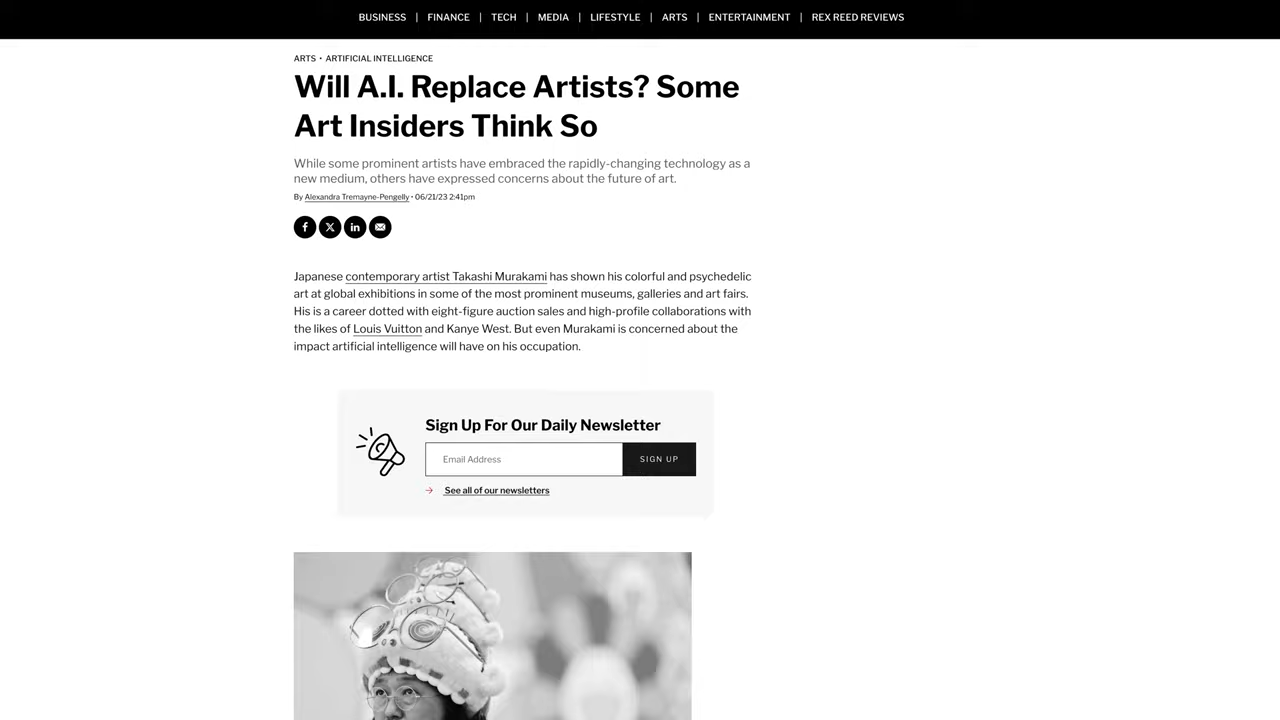 BUSINESS | FINANCE | TECH | MEDIA | LIFESTYLE | ARTS | ENTERTAINMENT | REX REED REVIEWS
ARTS • ARTIFICIAL INTELLIGENCE
Will A.I. Replace Artists? Some
Art Insiders Think So
While some prominent artists have embraced the rapidly-changing technology as a
new medium, others have expressed concerns about the future of art.
By Alexandra Tremayne-Pengelly • 06/21/23 2:41pm
Japanese contemporary artist Takashi Murakami has shown his colorful and psychedelic
art at global exhibitions in some of the most prominent museums, galleries and art fairs.
His is a career dotted with eight-figure auction sales and high-profile collaborations with
the likes of Louis Vuitton and Kanye West. But even Murakami is concerned about the
impact artificial intelligence will have on his occupation.
Sign Up For Our Daily Newsletter
Email Address SIGN UP
See all of our newsletters